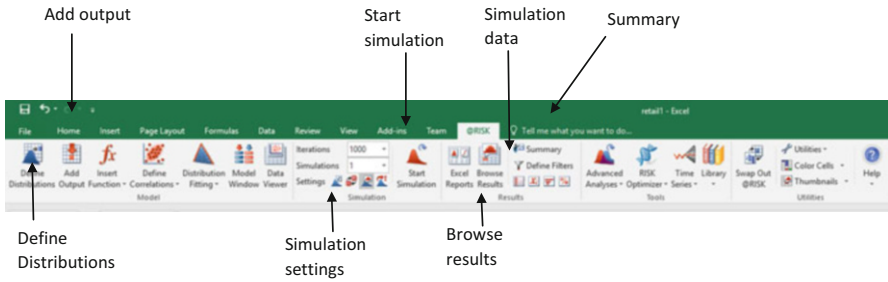 Add output
Start simulation
Simulation data
Summary
retail1 - Excel
File Home Insert Page Layout Formulas Data Review View Add-ins Team @RISK Tell me what you want to do...
Define Distributions
Add Output
Insert Function
Define Correlations
Distribution Fitting
Model Window
Data Viewer
Model
Iterations 1000
Simulations 1
Settings
Start Simulation
Simulation
Excel Reports
Browse Results
Summary
Define Filters
Results
Advanced Analyses
RISK Optimizer
Time Series
Library
Tools
Swap Out @RISK
Utilities
Color Cells
Thumbnails
Utilities
Help
Define Distributions
Simulation settings
Browse results